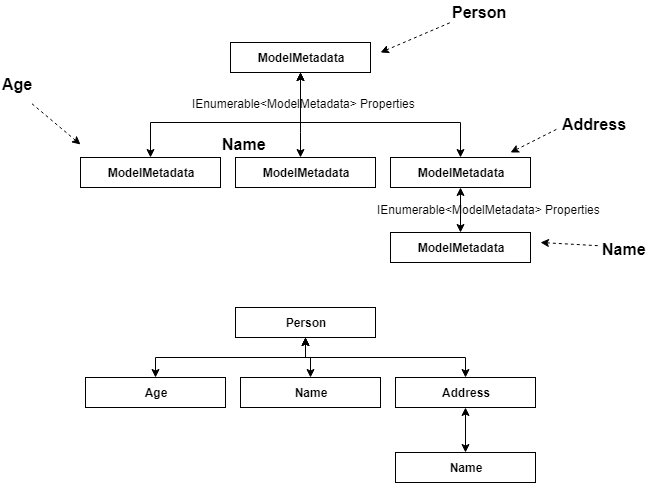 Person
ModelMetadata
Age
IEnumerable<ModelMetadata> Properties
Address
Name
ModelMetadata
ModelMetadata
ModelMetadata
IEnumerable<ModelMetadata> Properties
ModelMetadata
Name
Person
Age
Name
Address
Name